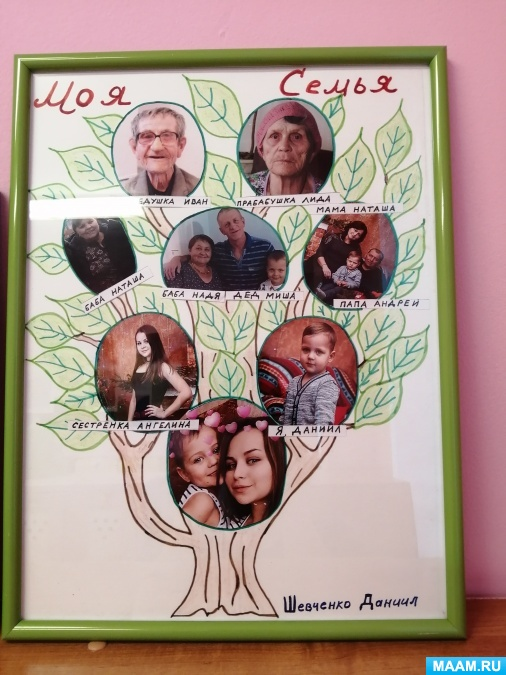 Моя Семья
ЕДУШКА ИВАН
ПРАБАБУШКА ЛИДА
МАМА НАТАША
БАБА НАТАША
БАБА НАДЯ ДЕД МИША
ПАПА АНДРЕЙ
СЕСТРЕНКА АНГЕЛИНА
Я, ДАНИИЛ
Шевченко Даниил
MAAM.RU